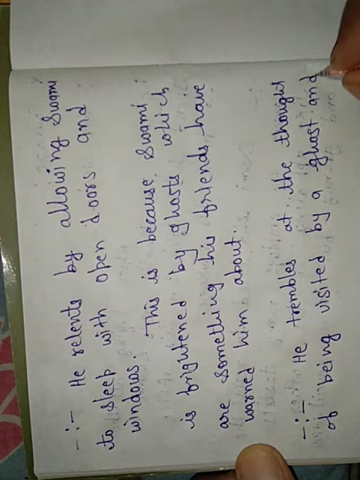 -:- He relents by allowing Swami
to sleep with open doors and
windows. This is because Swami
is frightened by ghosts which
are something his friends have
warned him about.
-:- He trembles at the thought
of being visited by a ghost and